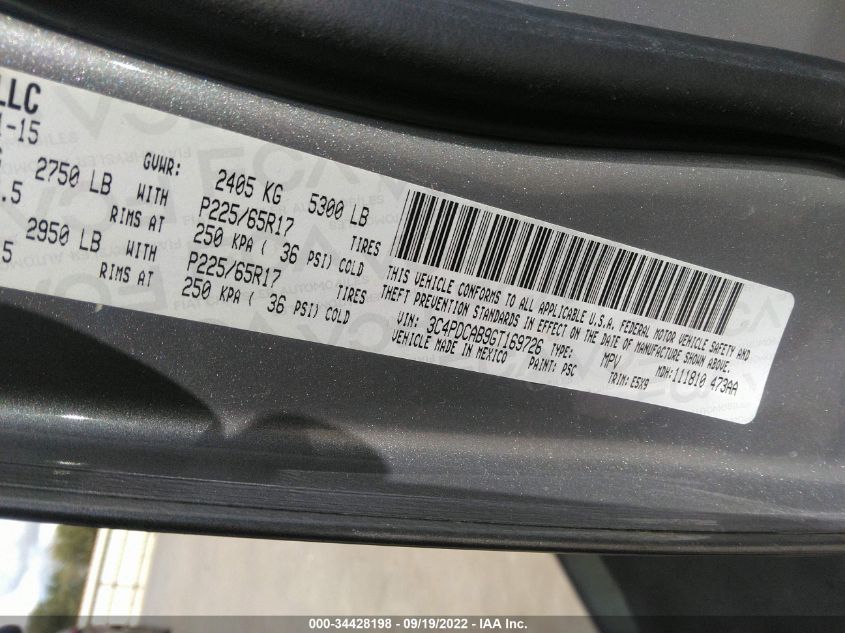 LLC
1-15
GVWR: 2405 KG 5300 LB
2750 LB WITH P225/65R17 TIRES
.5 RIMS AT 250 KPA ( 36 PSI) COLD
2950 LB WITH P225/65R17 TIRES
5 RIMS AT 250 KPA ( 36 PSI) COLD
THIS VEHICLE CONFORMS TO ALL APPLICABLE U.S.A. FEDERAL MOTOR VEHICLE SAFETY AND
THEFT PREVENTION STANDARDS IN EFFECT ON THE DATE OF MANUFACTURE SHOWN ABOVE.
VIN: 3C4PDCAB9GT169726 TYPE: MPV MDH:111810 473AA
VEHICLE MADE IN MEXICO PAINT: PSC TRIM: E5X9
000-34428198 - 09/19/2022 - IAA Inc.